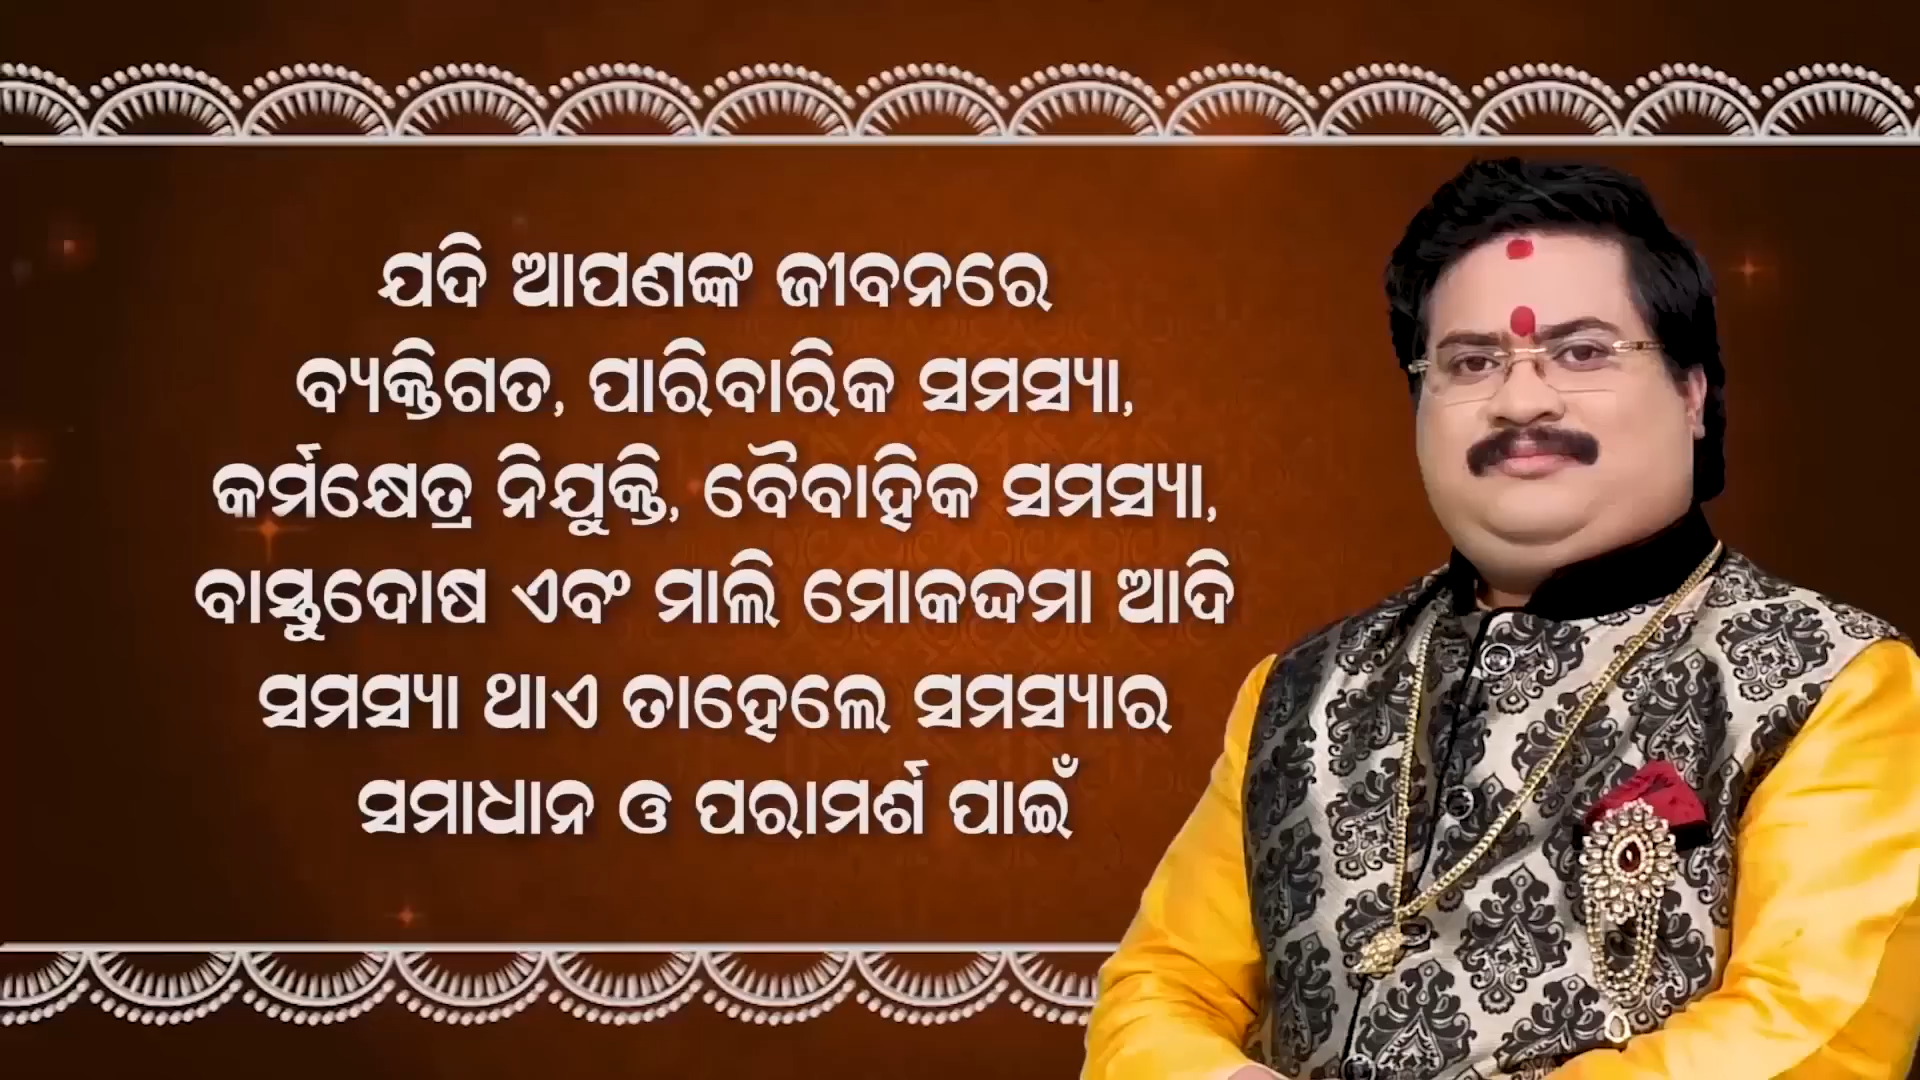 ଯଦି ଆପଣଙ୍କ ଜୀବନରେ
ବ୍ୟକ୍ତିଗତ, ପାରିବାରିକ ସମସ୍ୟା,
କର୍ମକ୍ଷେତ୍ର ନିଯୁକ୍ତି, ବୈବାହିକ ସମସ୍ୟା,
ବାସ୍ତୁଦୋଷ ଏବଂ ମାଲି ମୋକଦ୍ଦମା ଆଦି
ସମସ୍ୟା ଥାଏ ତାହେଲେ ସମସ୍ୟାର
ସମାଧାନ ଓ ପରାମର୍ଶ ପାଇଁ